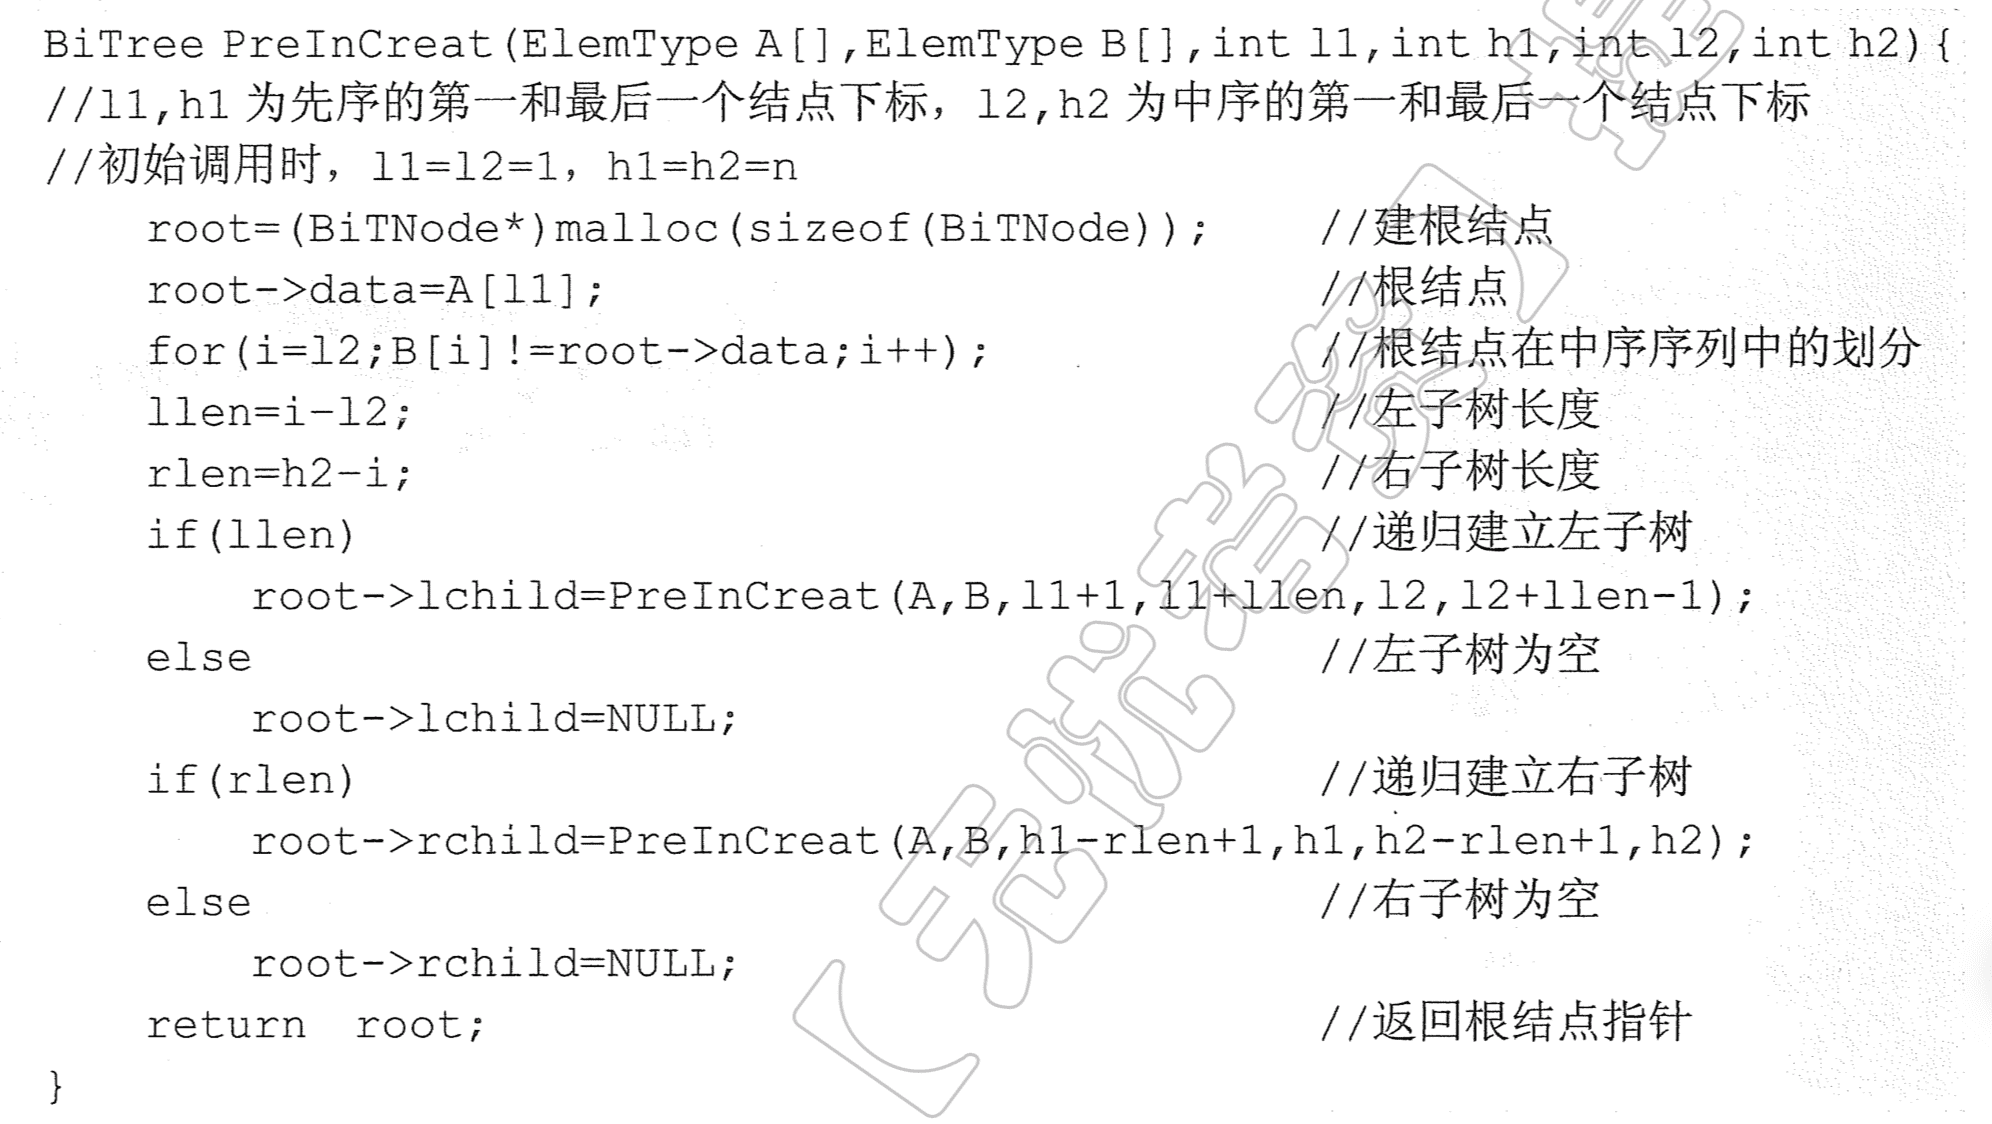 BiTree PreInCreat(ElemType A[],ElemType B[],int l1,int h1,int l2,int h2){
//l1,h1为先序的第一和最后一个结点下标，l2,h2为中序的第一和最后一个结点下标
//初始调用时，l1=l2=1，h1=h2=n
root=(BiTNode*)malloc(sizeof(BiTNode)); //建根结点
root->data=A[l1]; //根结点
for(i=l2;B[i]!=root->data;i++); //根结点在中序序列中的划分
llen=i-l2; //左子树长度
rlen=h2-i; //右子树长度
if(llen) //递归建立左子树
root->lchild=PreInCreat(A,B,l1+1,l1+llen,l2,l2+llen-1);
else //左子树为空
root->lchild=NULL;
if(rlen) //递归建立右子树
root->rchild=PreInCreat(A,B,h1-rlen+1,h1,h2-rlen+1,h2);
else //右子树为空
root->rchild=NULL;
return root; //返回根结点指针
}
【无忧考资】